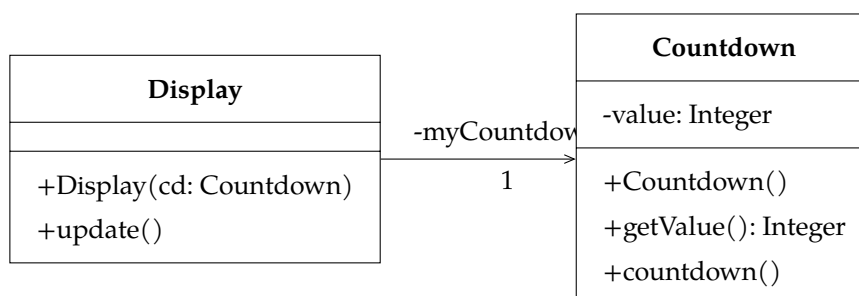 Display
+Display(cd: Countdown)
+update()
-myCountdow
1
Countdown
-value: Integer
+Countdown()
+getValue(): Integer
+countdown()